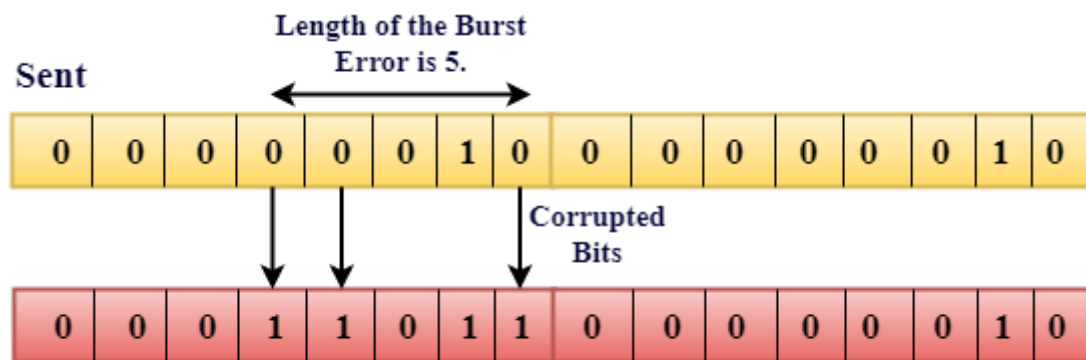 Length of the Burst
Error is 5.
Sent
0 0 0 0 0 0 1 0 0 0 0 0 0 0 1 0
Corrupted
Bits
0 0 0 1 1 0 1 1 0 0 0 0 0 0 1 0